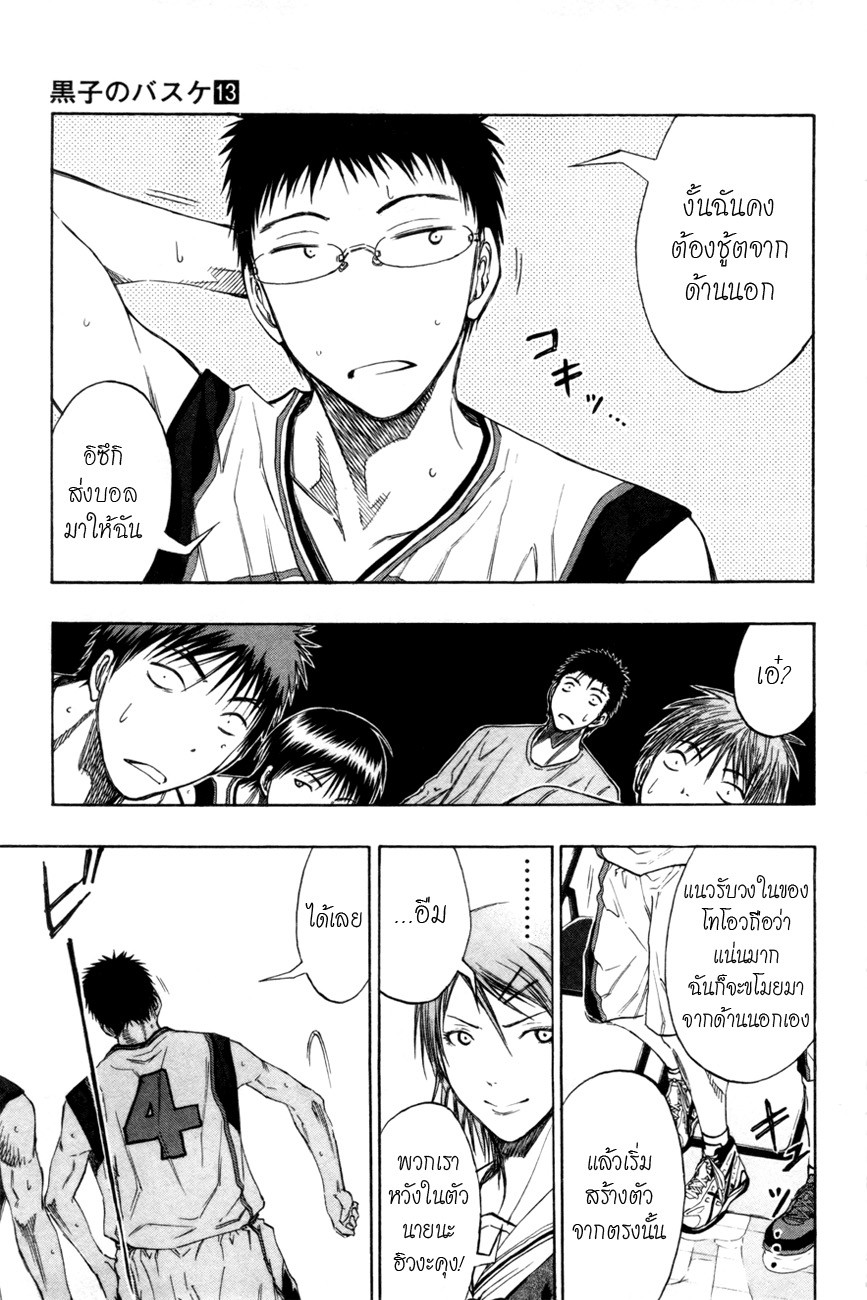 黒子のバスケ13
งั้นฉันคง
ต้องชู้ตจาก
ด้านนอก
コキッ…
อิซึกิ
ส่งบอล
มาให้ฉัน
เอ๋?
แนวรับวงในของ
โทโอวถือว่า
แน่นมาก
ฉันก็จะขโมยมา
จากด้านนอกเอง
แล้วเริ่ม
สร้างตัว
จากตรงนั้น
...อืม
พวกเรา
หวังในตัว
นายนะ
ฮิวงะคุง!
ได้เลย
4